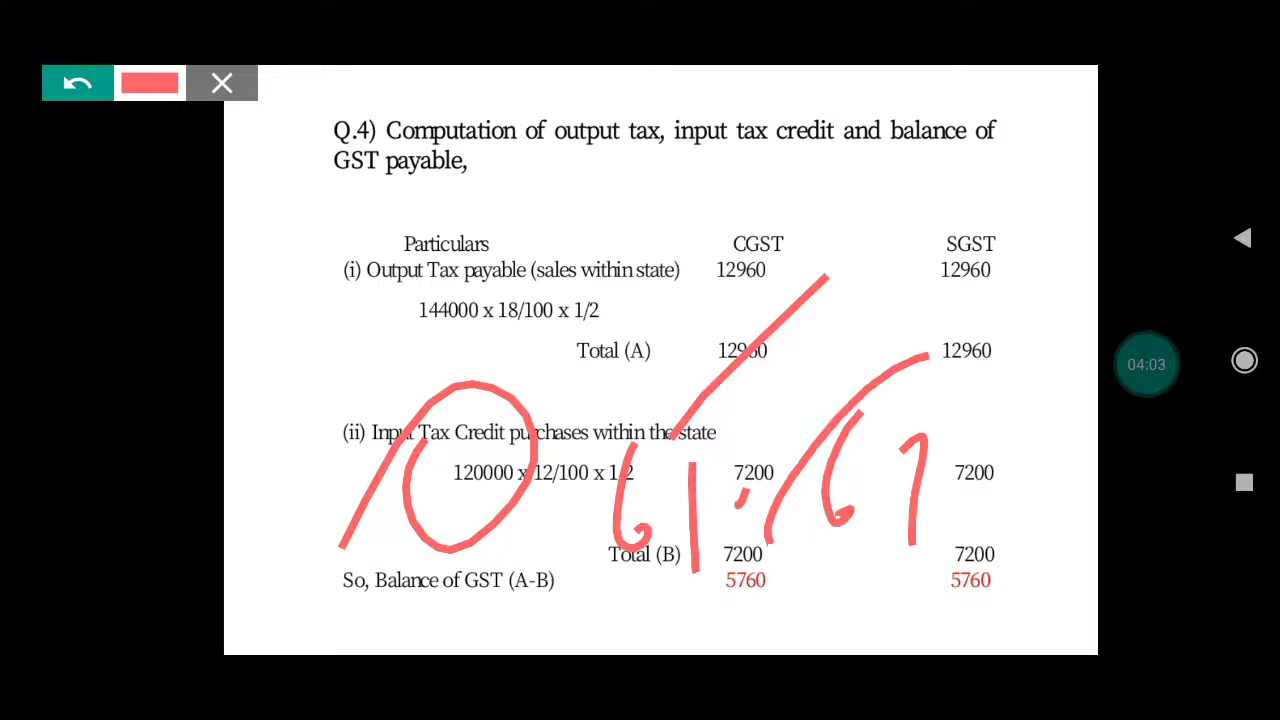 Q.4) Computation of output tax, input tax credit and balance of
GST payable,
Particulars CGST SGST
(i) Output Tax payable (sales within state) 12960 12960
144000 x 18/100 x 1/2
Total (A) 12960 12960
04:03
(ii) Input Tax Credit purchases within the state
120000 x 12/100 x 1/2 7200 7200
Total (B) 7200 7200
So, Balance of GST (A-B) 5760 5760